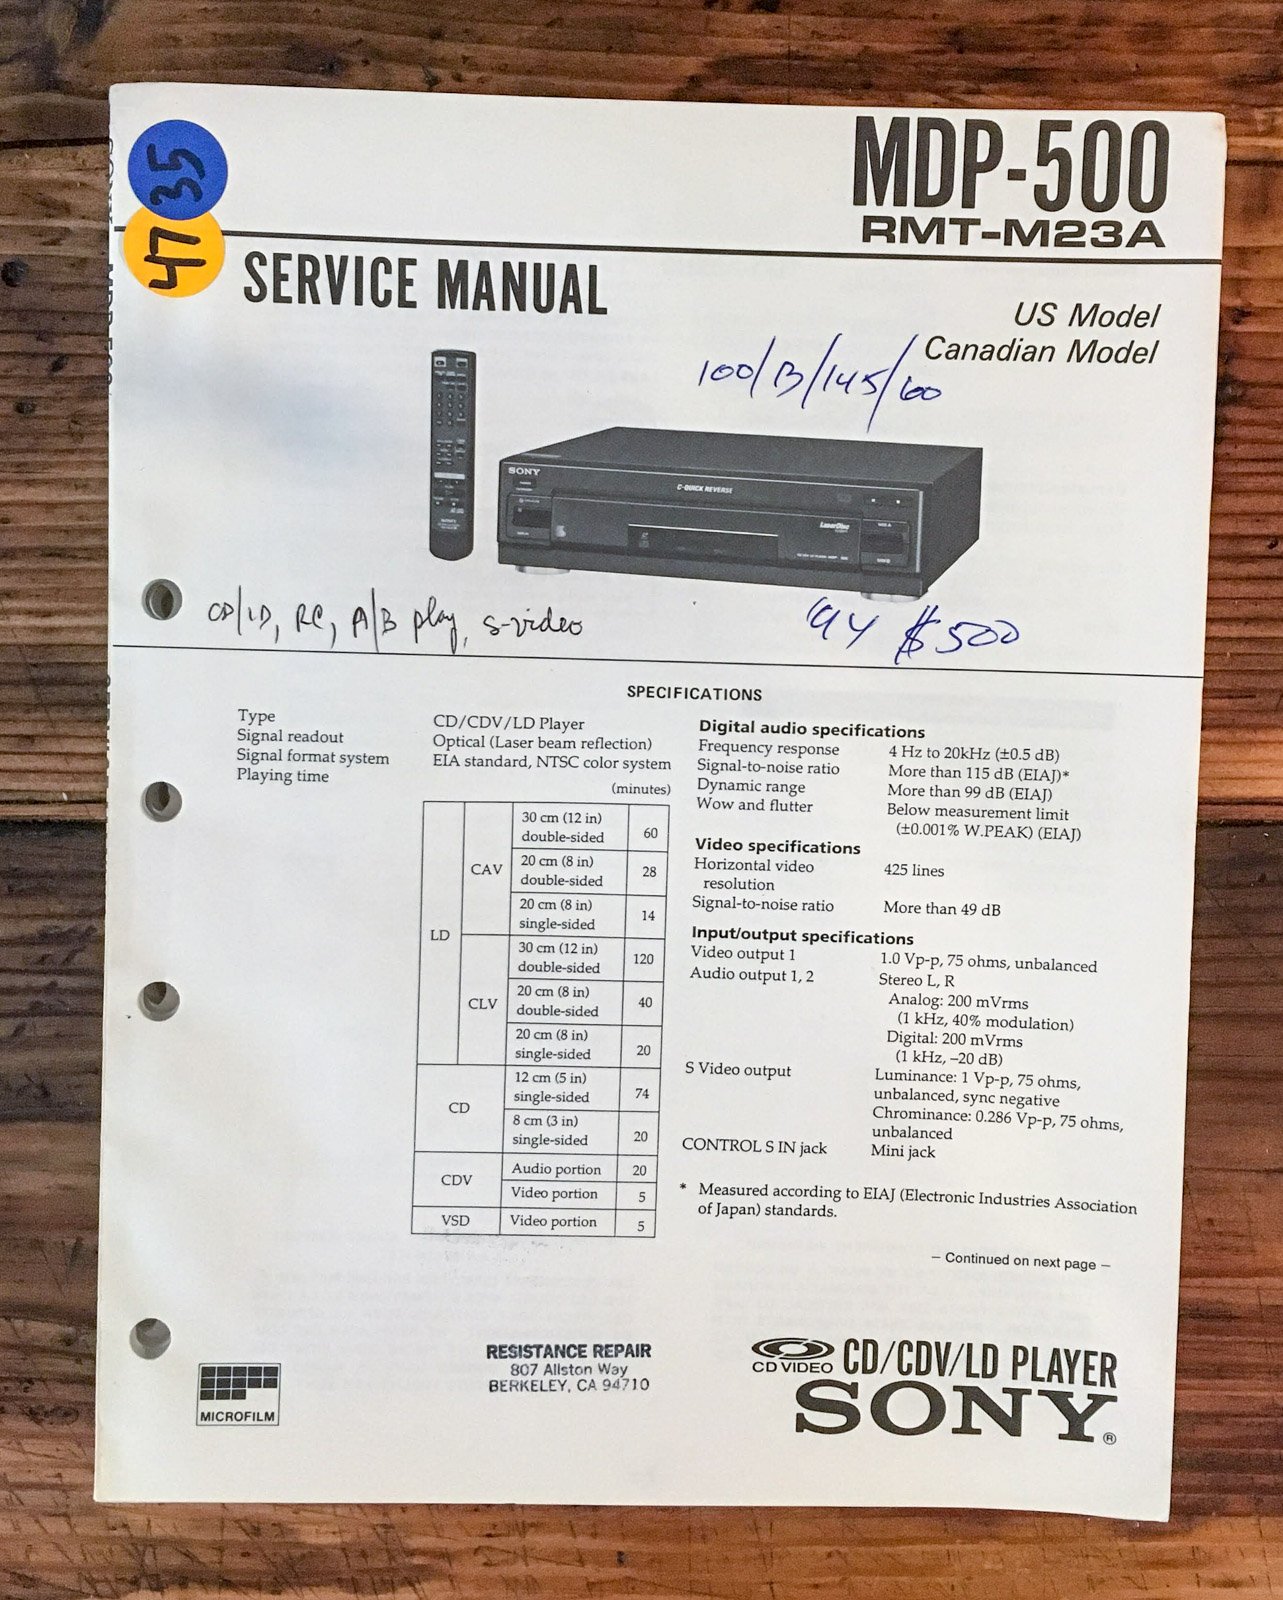 35
47
MDP-500
RMT-M23A
SERVICE MANUAL
US Model
Canadian Model
100/B/145/60
SONY
C-QUICK REVERSE
LaserDisc
CD/LD, RC, A/B play, S-video
'94 $500
SPECIFICATIONS
Type CD/CDV/LD Player
Signal readout Optical (Laser beam reflection)
Signal format system EIA standard, NTSC color system
Playing time
(minutes)
LD
CAV
30 cm (12 in) double-sided 60
20 cm (8 in) double-sided 28
20 cm (8 in) single-sided 14
CLV
30 cm (12 in) double-sided 120
20 cm (8 in) double-sided 40
20 cm (8 in) single-sided 20
CD
12 cm (5 in) single-sided 74
8 cm (3 in) single-sided 20
CDV
Audio portion 20
Video portion 5
VSD Video portion 5
Digital audio specifications
Frequency response 4 Hz to 20kHz (±0.5 dB)
Signal-to-noise ratio More than 115 dB (EIAJ)*
Dynamic range More than 99 dB (EIAJ)
Wow and flutter Below measurement limit
(±0.001% W.PEAK) (EIAJ)
Video specifications
Horizontal video resolution 425 lines
Signal-to-noise ratio More than 49 dB
Input/output specifications
Video output 1 1.0 Vp-p, 75 ohms, unbalanced
Audio output 1, 2 Stereo L, R
Analog: 200 mVrms
(1 kHz, 40% modulation)
Digital: 200 mVrms
(1 kHz, –20 dB)
S Video output Luminance: 1 Vp-p, 75 ohms,
unbalanced, sync negative
Chrominance: 0.286 Vp-p, 75 ohms,
unbalanced
CONTROL S IN jack Mini jack
* Measured according to EIAJ (Electronic Industries Association
of Japan) standards.
– Continued on next page –
MICROFILM
RESISTANCE REPAIR
807 Allston Way
BERKELEY, CA 94710
CD VIDEO CD/CDV/LD PLAYER
SONY®